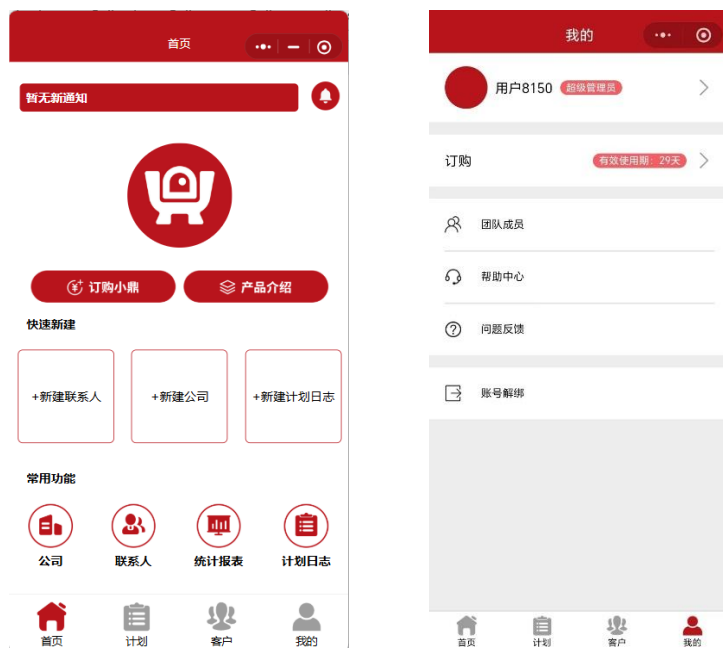 首页
暂无新通知
订购小鼎
产品介绍
快速新建
+新建联系人
+新建公司
+新建计划日志
常用功能
公司
联系人
统计报表
计划日志
首页
计划
客户
我的
我的
用户8150
超级管理员
订购
有效使用期：29天
团队成员
帮助中心
问题反馈
账号解绑
首页
计划
客户
我的